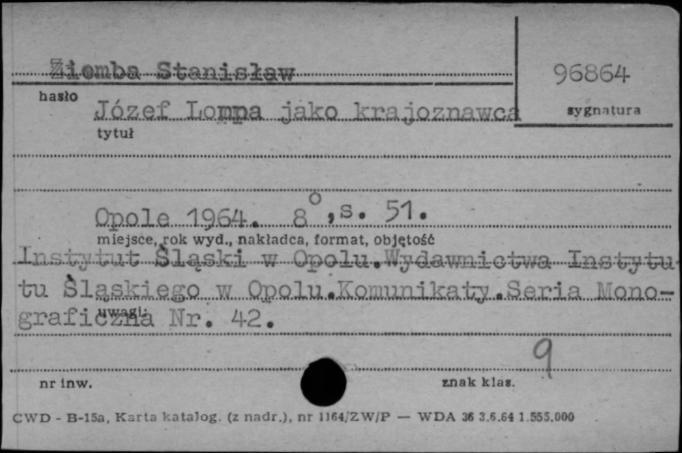 Ziemba Stanisław
96864
hasło
sygnatura
Józef Lompa jako krajoznawca
tytuł
Opole 1964. 8°, s. 51.
miejsce, rok wyd., nakładca, format, objętość
Instytut Śląski w Opolu.Wydawnictwa Instytu-
tu Śląskiego w Opolu.Komunikaty.Seria Mono-
uwagi:
graficzna Nr. 42.
9
nr inw.
znak klas.
CWD - B-15a, Karta katalog. (z nadr.), nr 1164/ZW/P — WDA 36 3.6.64 1.555.000